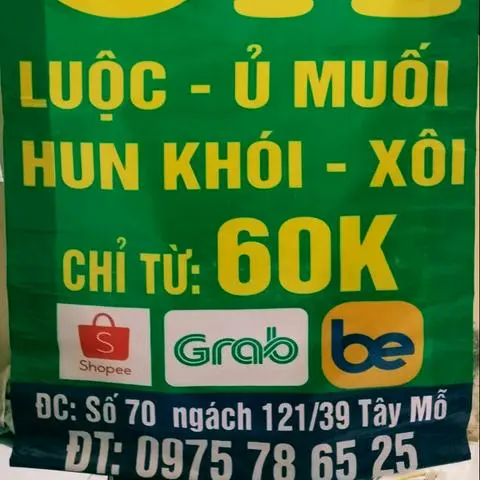 LUỘC - Ủ MUỐI
HUN KHÓI - XÔI
CHỈ TỪ: 60K
S
Shopee
Grab
be
ĐC: Số 70 ngách 121/39 Tây Mỗ
ĐT: 0975 78 65 25